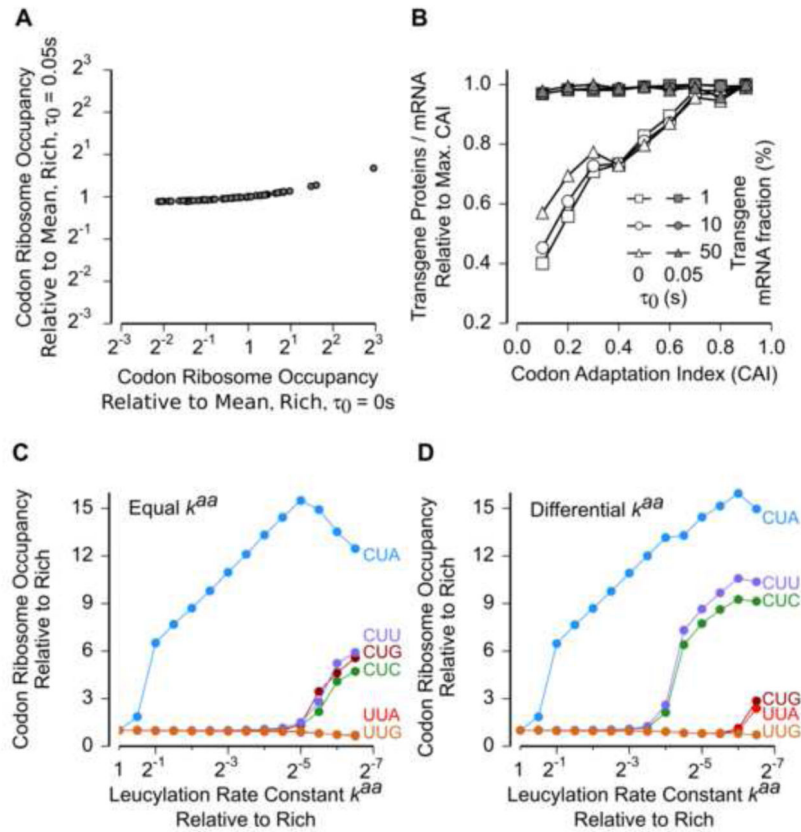 A
Codon Ribosome Occupancy
Relative to Mean, Rich, τ0 = 0.05s
2^3
2^2
2^1
1
2^-1
2^-2
2^-3
2^-3 2^-2 2^-1 1 2^1 2^2 2^3
Codon Ribosome Occupancy
Relative to Mean, Rich, τ0 = 0s
B
Transgene Proteins / mRNA
Relative to Max. CAI
1.0
0.8
0.6
0.4
0.2
1
10
50
0 0.05
τ0 (s)
Transgene
mRNA fraction (%)
0.0 0.2 0.4 0.6 0.8 1.0
Codon Adaptation Index (CAI)
C
Codon Ribosome Occupancy
Relative to Rich
15
12
9
6
3
0
Equal k^aa
CUA
CUU
CUG
CUC
UUA
UUG
1 2^-1 2^-3 2^-5 2^-7
Leucylation Rate Constant k^aa
Relative to Rich
D
Codon Ribosome Occupancy
Relative to Rich
15
12
9
6
3
0
Differential k^aa
CUA
CUU
CUC
CUG
UUA
UUG
1 2^-1 2^-3 2^-5 2^-7
Leucylation Rate Constant k^aa
Relative to Rich